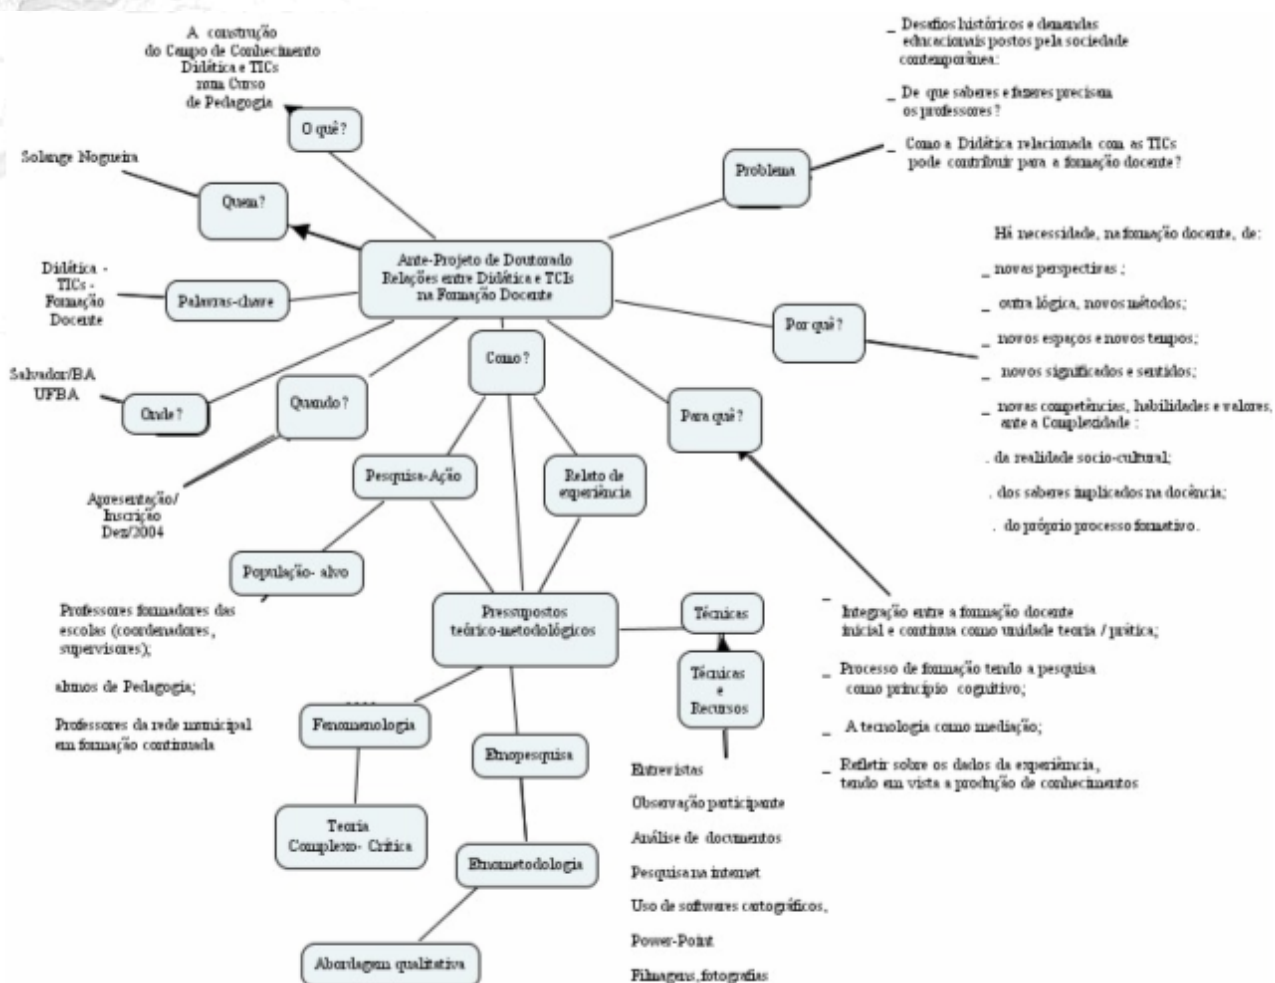 A construção
do Campo de Conhecimento
Didática e TICs
numa Curso
de Pedagogia
O quê?
Solange Nogueira
Quem?
Didática -
TICs -
Formação
Docente
Palavras-chave
Salvador/BA
UFBA
Onde?
Quando?
Apresentação/
Inscrição
Dez/2004
Ante-Projeto de Doutorado
Relações entre Didática e TCIs
na Formação Docente
Problema
_ Desafios históricos e demandas
educacionais postos pela sociedade
contemporânea:
_ De que saberes e fazeres precisam
os professores?
_ Como a Didática relacionada com as TICs
pode contribuir para a formação docente?
Por quê?
Há necessidade, na formação docente, de:
_ novas perspectivas ;
_ outra lógica, novos métodos;
_ novos espaços e novos tempos;
_ novos significados e sentidos;
_ novas competências, habilidades e valores,
ante a Complexidade :
. da realidade socio-cultural;
. dos saberes implicados na docência;
. do próprio processo formativo.
Como?
Para quê?
Pesquisa-Ação
Relato de
experiência
População- alvo
Professores formadores das
escolas (coordenadores,
supervisores);
alunos de Pedagogia;
Professores da rede municipal
em formação continuada
Pressupostos
teórico-metodológicos
Técnicas
Técnicas
e
Recursos
_
Integração entre a formação docente
inicial e contínua como unidade teoria / prática;
_ Processo de formação tendo a pesquisa
como princípio cognitivo;
_ A tecnologia como mediação;
_ Refletir sobre os dados da experiência,
tendo em vista a produção de conhecimentos
Fenomenologia
Teoria
Complexo- Crítica
Etnopesquisa
Etnometodologia
Abordagem qualitativa
Entrevistas
Observação participante
Análise de documentos
Pesquisa na internet
Uso de softwares cartográficos,
Power-Point
Filmagens, fotografias